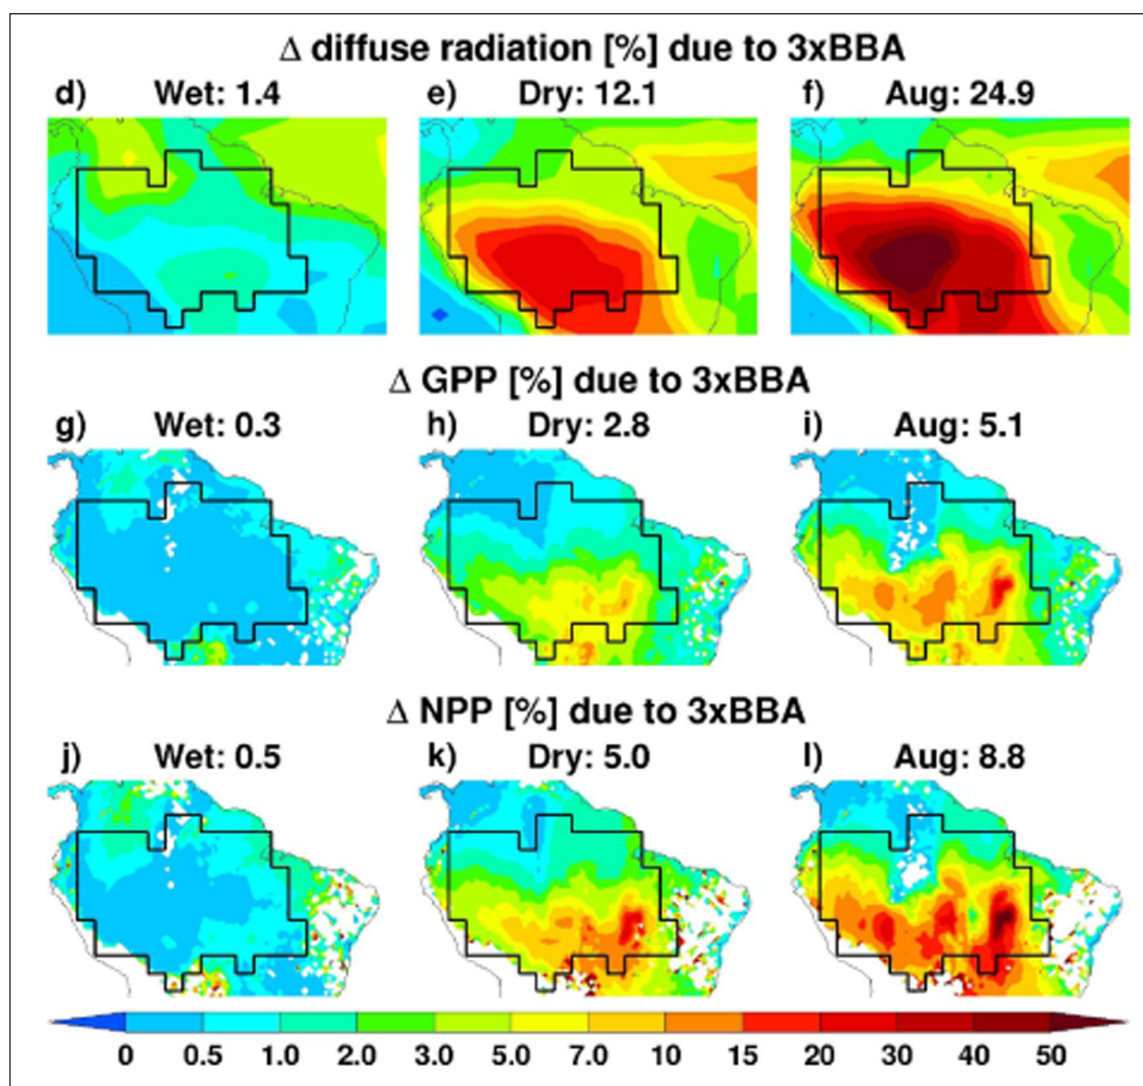 Δ diffuse radiation [%] due to 3xBBA
d) Wet: 1.4 e) Dry: 12.1 f) Aug: 24.9
Δ GPP [%] due to 3xBBA
g) Wet: 0.3 h) Dry: 2.8 i) Aug: 5.1
Δ NPP [%] due to 3xBBA
j) Wet: 0.5 k) Dry: 5.0 l) Aug: 8.8
0 0.5 1.0 2.0 3.0 5.0 7.0 10 15 20 30 40 50